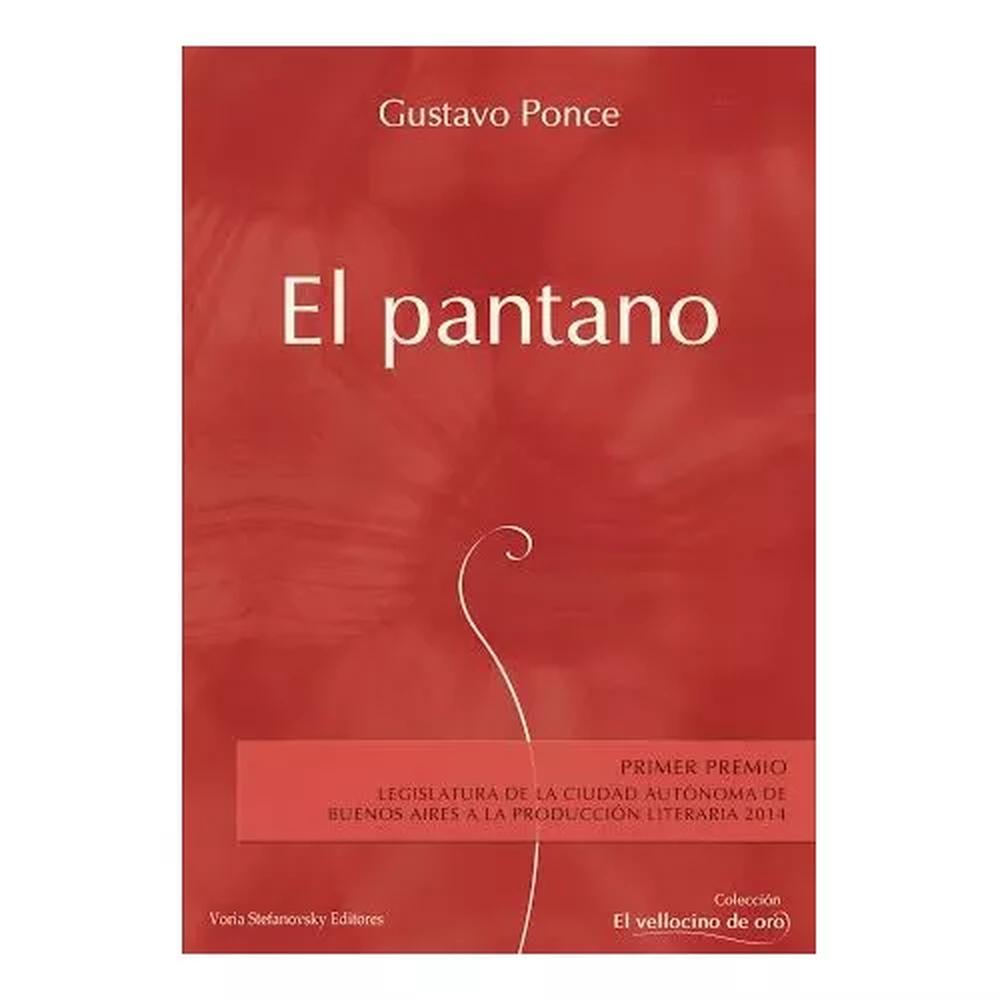 Gustavo Ponce
El pantano
PRIMER PREMIO
LEGISLATURA DE LA CIUDAD AUTÓNOMA DE
BUENOS AIRES A LA PRODUCCIÓN LITERARIA 2014
Voria Stefanovsky Editores
Colección
El vellocino de oro